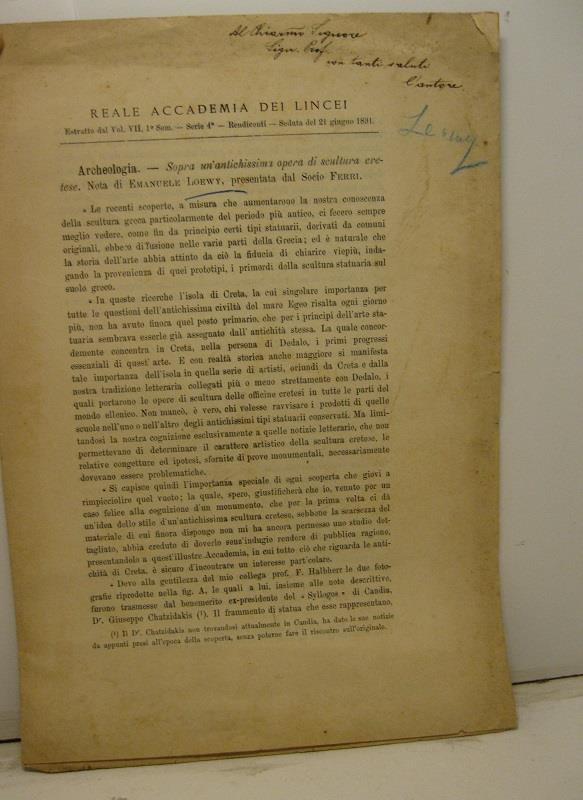 Al Chiarmo Signore
Sign. Prof.
con tanti saluti
l'autore
REALE ACCADEMIA DEI LINCEI
Estratto dal Vol. VII, 1° Sem. — Serie 4ª — Rendiconti — Seduta del 21 giugno 1891.
Loewy
Archeologia. — Sopra un'antichissima opera di scultura cre-
tese. Nota di EMANUELE LOEWY, presentata dal Socio FERRI.
« Le recenti scoperte, a misura che aumentarono la nostra conoscenza
della scultura greca particolarmente del periodo più antico, ci fecero sempre
meglio vedere, come fin da principio certi tipi statuarii, derivati da comuni
originali, ebbero diffusione nelle varie parti della Grecia; ed è naturale che
la storia dell'arte abbia attinto da ciò la fiducia di chiarire viepiù, inda-
gando la provenienza di quei prototipi, i primordi della scultura statuaria sul
suolo greco.
« In queste ricerche l'isola di Creta, la cui singolare importanza per
tutte le questioni dell'antichissima civiltà del mare Egeo risalta ogni giorno
più, non ha avuto finora quel posto primario, che per i principi dell'arte sta-
tuaria sembrava esserle già assegnato dall'antichità stessa. La quale concor-
demente concentra in Creta, nella persona di Dedalo, i primi progressi
essenziali di quest'arte. E con realtà storica anche maggiore si manifesta
tale importanza dell'isola in quella serie di artisti, oriundi da Creta e dalla
nostra tradizione letteraria collegati più o meno strettamente con Dedalo, i
quali portarono le opere di scultura delle officine cretesi in tutte le parti del
mondo ellenico. Non mancò, è vero, chi volesse ravvisare i prodotti di quelle
scuole nell'uno o nell'altro degli antichissimi tipi statuarii conservati. Ma limi-
tandosi la nostra cognizione esclusivamente a quelle notizie letterario, che non
permettevano di determinare il carattere artistico della scultura cretese, le
relative congetture ed ipotesi, sfornite di prove monumentali, necessariamente
dovevano essere problematiche.
« Si capisce quindi l'importanza speciale di ogni scoperta che giovi a
rimpicciolire quel vuoto; la quale, spero, giustificherà che io, venuto per un
caso felice alla cognizione d'un monumento, che per la prima volta ci dà
un'idea dello stile d'un'antichissima scultura cretese, sebbene la scarsezza del
materiale di cui finora dispongo non mi ha ancora permesso uno studio det-
tagliato, abbia creduto di doverlo senz'indugio rendere di pubblica ragione,
presentandolo a quest'illustre Accademia, in cui tutto ciò che riguarda le anti-
chità di Creta, è sicuro d'incontrare un interesse particolare.
« Devo alla gentilezza del mio collega prof. F. Halbherr le due foto-
grafie riprodotte nella fig. A, le quali a lui, insieme alle note descrittive,
furono trasmesse dal benemerito ex-presidente del « Syllogos » di Candia,
Dr. Giuseppe Chatzidakis (¹). Il frammento di statua che esse rappresentano,
(¹) Il Dr. Chatzidakis non trovandosi attualmente in Candia, ha dato le sue notizie
da appunti presi all'epoca della scoperta, senza poterne fare il riscontro sull'originale.